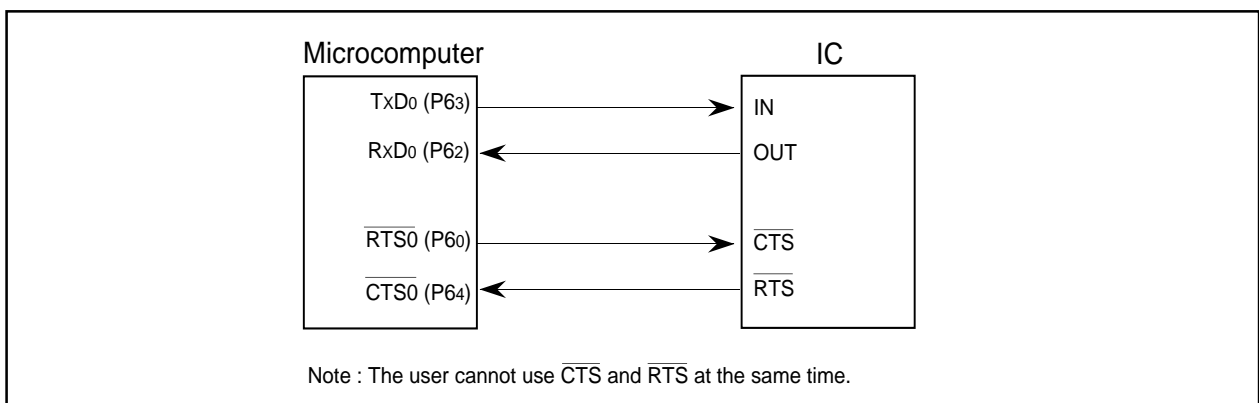 Microcomputer IC
TxD0 (P63) IN
RxD0 (P62) OUT
RTS0 (P60) CTS
CTS0 (P64) RTS
Note : The user cannot use CTS and RTS at the same time.